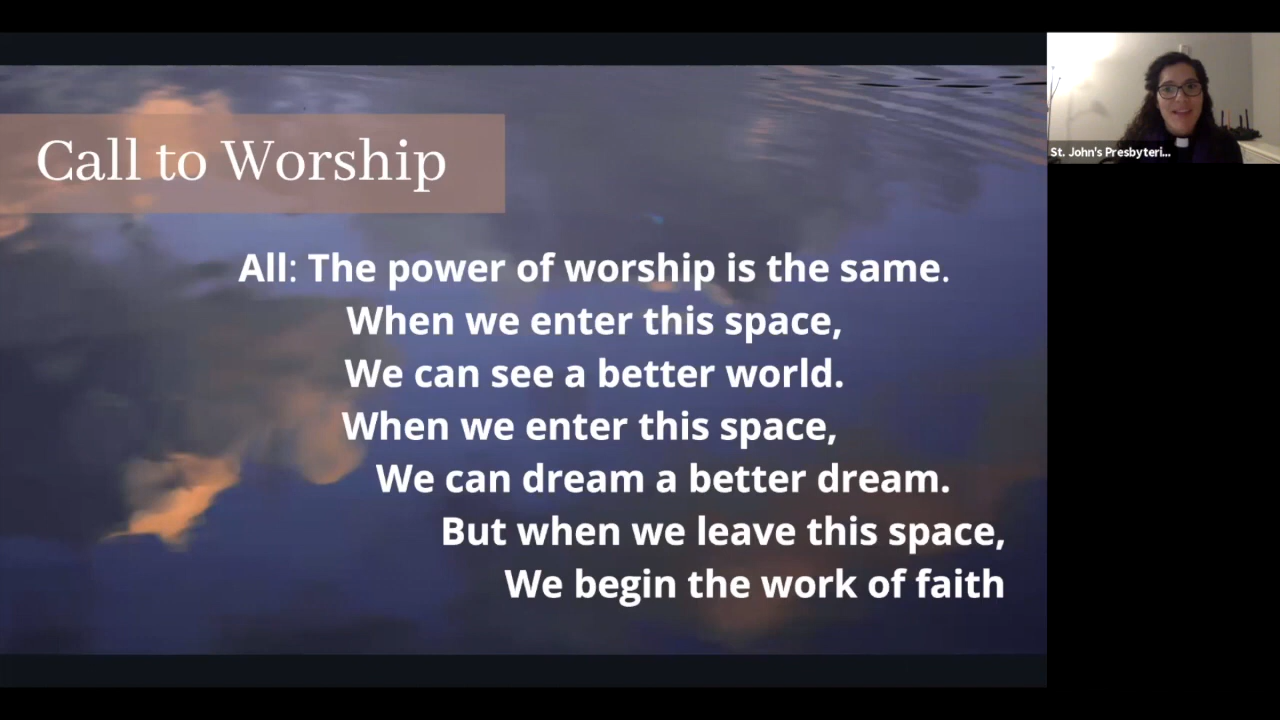 Call to Worship
St. John's Presbyteri...
All: The power of worship is the same.
When we enter this space,
We can see a better world.
When we enter this space,
We can dream a better dream.
But when we leave this space,
We begin the work of faith